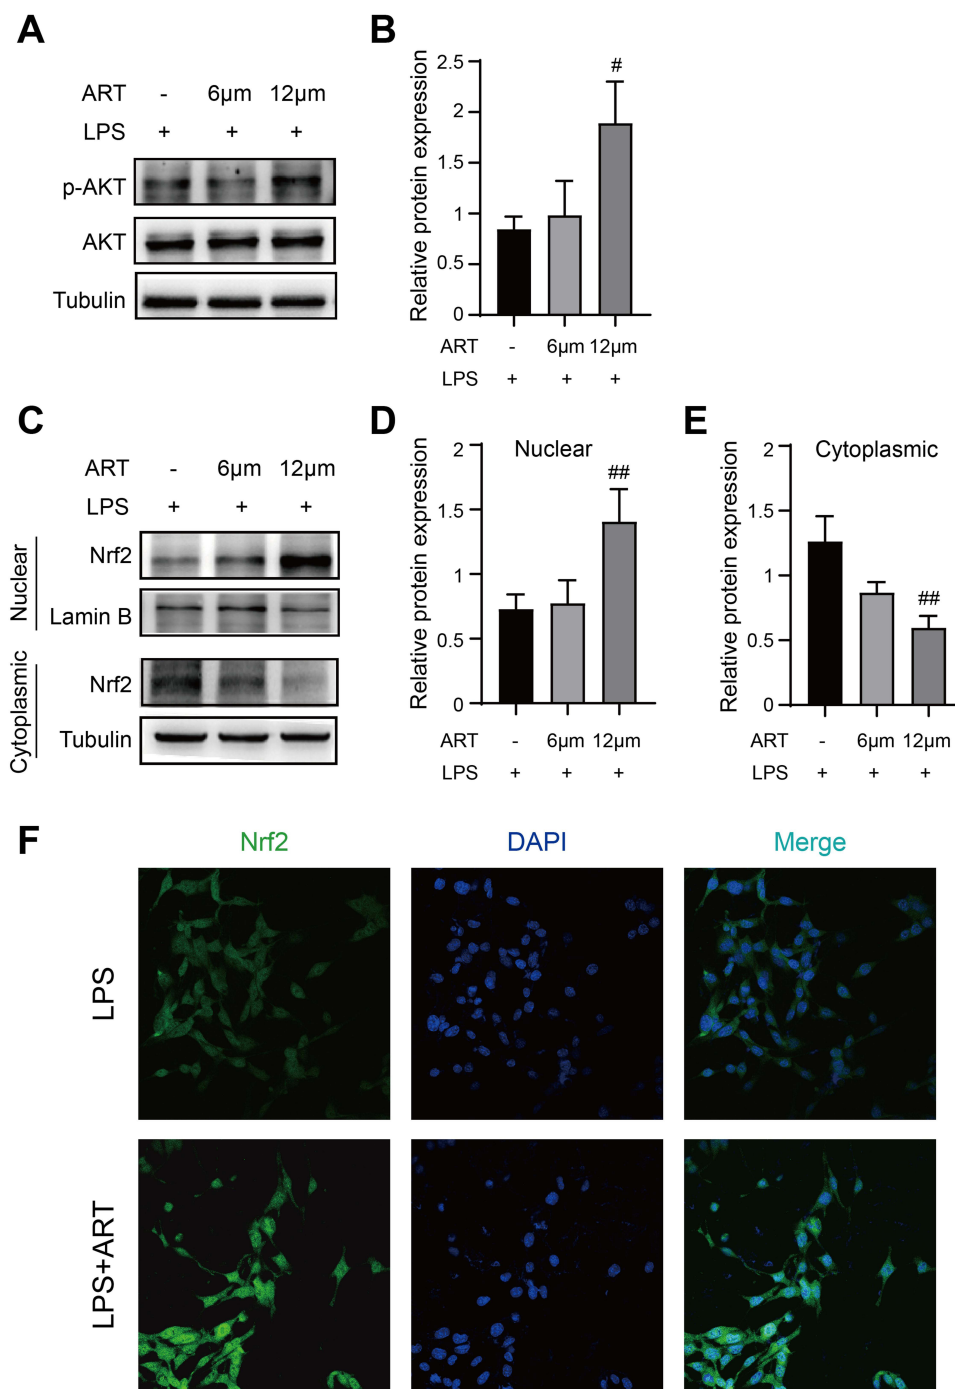 A
ART - 6µm 12µm
LPS + + +
p-AKT
AKT
Tubulin
B
Relative protein expression
2.5
2
1.5
1
0.5
0
#
ART - 6µm 12µm
LPS + + +
C
ART - 6µm 12µm
LPS + + +
Nuclear
Nrf2
Lamin B
Cytoplasmic
Nrf2
Tubulin
D
Nuclear
Relative protein expression
2
1.5
1
0.5
0
##
ART - 6µm 12µm
LPS + + +
E
Cytoplasmic
Relative protein expression
2
1.5
1
0.5
0
##
ART - 6µm 12µm
LPS + + +
F
Nrf2 DAPI Merge
LPS
LPS+ART